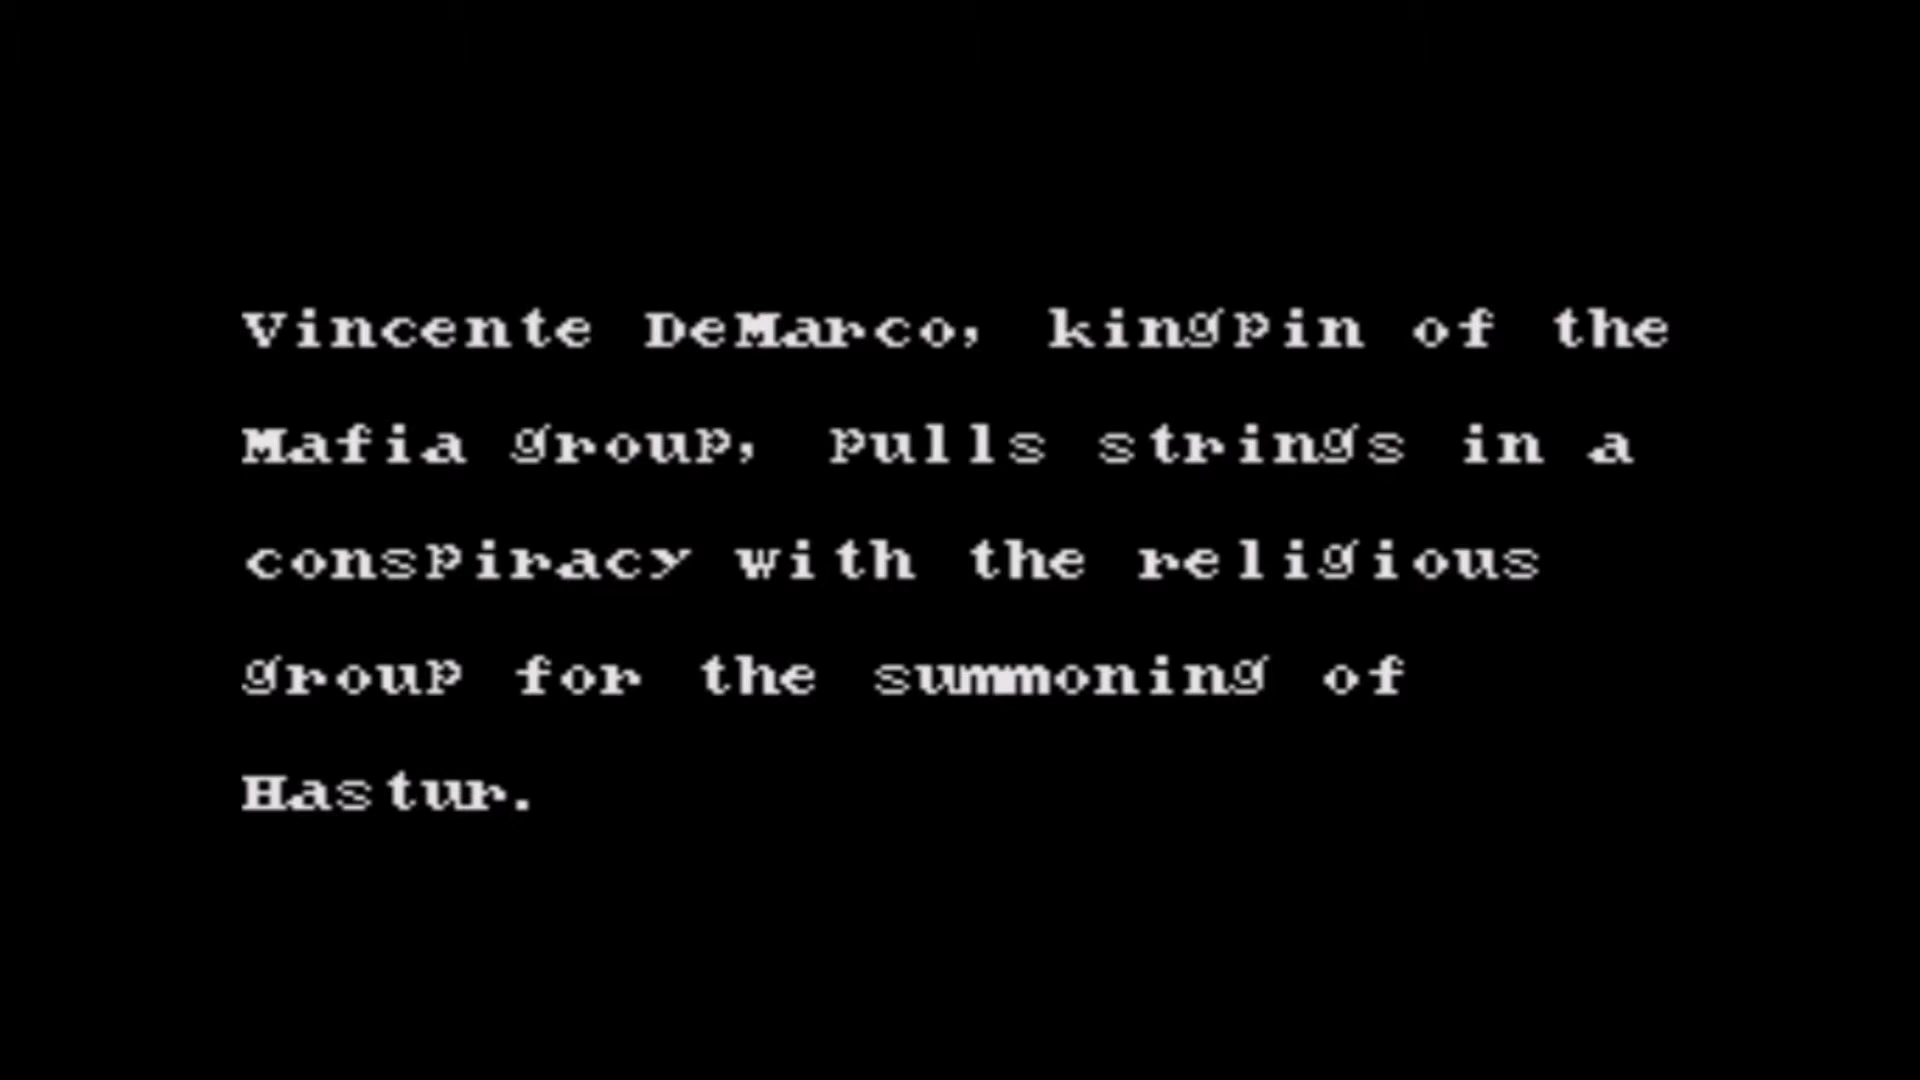 Vincente DeMarco, kingpin of the
Mafia group, pulls strings in a
conspiracy with the religious
group for the summoning of
Hastur.